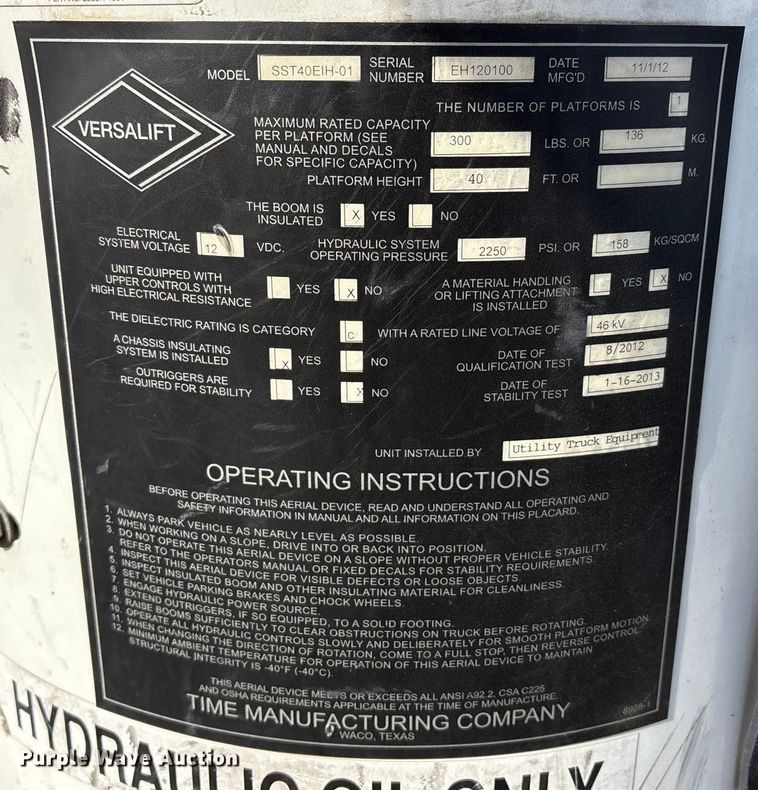 MODEL SST40EIH-01 SERIAL NUMBER EH120100 DATE MFG'D 11/1/12
VERSALIFT
THE NUMBER OF PLATFORMS IS 1
MAXIMUM RATED CAPACITY
PER PLATFORM (SEE
MANUAL AND DECALS
FOR SPECIFIC CAPACITY) 300 LBS. OR 136 KG.
PLATFORM HEIGHT 40 FT. OR M.
THE BOOM IS
INSULATED X YES NO
ELECTRICAL
SYSTEM VOLTAGE 12 VDC.
HYDRAULIC SYSTEM
OPERATING PRESSURE 2250 PSI. OR 158 KG/SQCM
UNIT EQUIPPED WITH
UPPER CONTROLS WITH
HIGH ELECTRICAL RESISTANCE YES X NO
A MATERIAL HANDLING
OR LIFTING ATTACHMENT
IS INSTALLED YES X NO
THE DIELECTRIC RATING IS CATEGORY C WITH A RATED LINE VOLTAGE OF 46 kV
A CHASSIS INSULATING
SYSTEM IS INSTALLED X YES NO
DATE OF
QUALIFICATION TEST 8/2012
OUTRIGGERS ARE
REQUIRED FOR STABILITY YES X NO
DATE OF
STABILITY TEST 1-16-2013
UNIT INSTALLED BY Utility Truck Equipment
OPERATING INSTRUCTIONS
BEFORE OPERATING THIS AERIAL DEVICE, READ AND UNDERSTAND ALL OPERATING AND
SAFETY INFORMATION IN MANUAL AND ALL INFORMATION ON THIS PLACARD.
1. ALWAYS PARK VEHICLE AS NEARLY LEVEL AS POSSIBLE.
2. WHEN WORKING ON A SLOPE, DRIVE INTO OR BACK INTO POSITION.
3. DO NOT OPERATE THIS AERIAL DEVICE ON A SLOPE WITHOUT PROPER VEHICLE STABILITY.
REFER TO THE OPERATORS MANUAL OR FIXED DECALS FOR STABILITY REQUIREMENTS.
4. INSPECT THIS AERIAL DEVICE FOR VISIBLE DEFECTS OR LOOSE OBJECTS.
5. INSPECT INSULATED BOOM AND OTHER INSULATING MATERIAL FOR CLEANLINESS.
6. SET VEHICLE PARKING BRAKES AND CHOCK WHEELS.
7. ENGAGE HYDRAULIC POWER SOURCE.
8. EXTEND OUTRIGGERS, IF SO EQUIPPED, TO A SOLID FOOTING.
9. RAISE BOOMS SUFFICIENTLY TO CLEAR OBSTRUCTIONS ON TRUCK BEFORE ROTATING.
10. OPERATE ALL HYDRAULIC CONTROLS SLOWLY AND DELIBERATELY FOR SMOOTH PLATFORM MOTION.
11. WHEN CHANGING THE DIRECTION OF ROTATION, COME TO A FULL STOP, THEN REVERSE CONTROL.
12. MINIMUM AMBIENT TEMPERATURE FOR OPERATION OF THIS AERIAL DEVICE TO MAINTAIN
STRUCTURAL INTEGRITY IS -40°F (-40°C).
THIS AERIAL DEVICE MEETS OR EXCEEDS ALL ANSI A92.2, CSA C225
AND OSHA REQUIREMENTS APPLICABLE AT THE TIME OF MANUFACTURE.
TIME MANUFACTURING COMPANY
WACO, TEXAS
6926-1
HYDRAULIC OIL ONLY
Purple Wave Auction